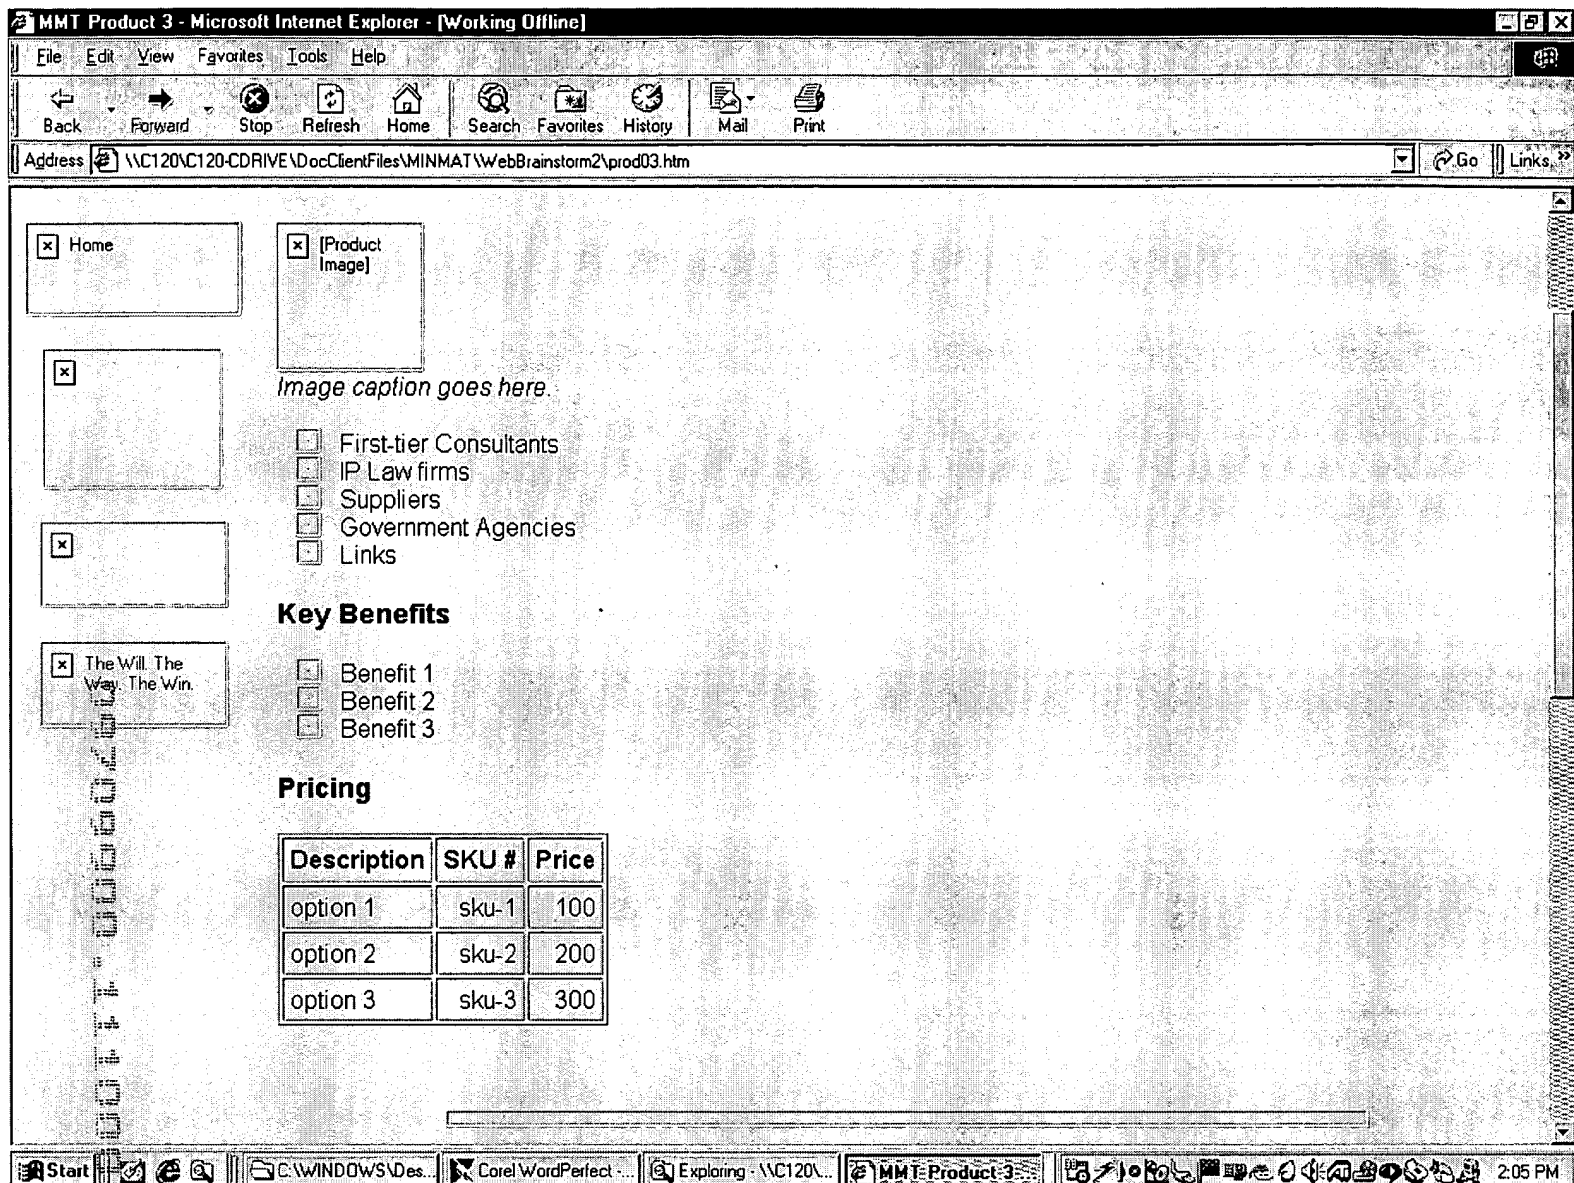 MMT Product 3 - Microsoft Internet Explorer - [Working Offline]
File Edit View Favorites Tools Help
Back Forward Stop Refresh Home Search Favorites History Mail Print
Address \\C120\C120-CDRIVE\DocClientFiles\MINMAT\WebBrainstorm2\prod03.htm Go Links »
Home
[Product
Image]
Image caption goes here.
First-tier Consultants
IP Law firms
Suppliers
Government Agencies
Links
Key Benefits
The Will. The
Way. The Win.
Benefit 1
Benefit 2
Benefit 3
Pricing
Description SKU # Price
option 1 sku-1 100
option 2 sku-2 200
option 3 sku-3 300
Start C:\WINDOWS\Des... Corel WordPerfect -... Exploring - \\C120\... MMT Product 3 2:05 PM